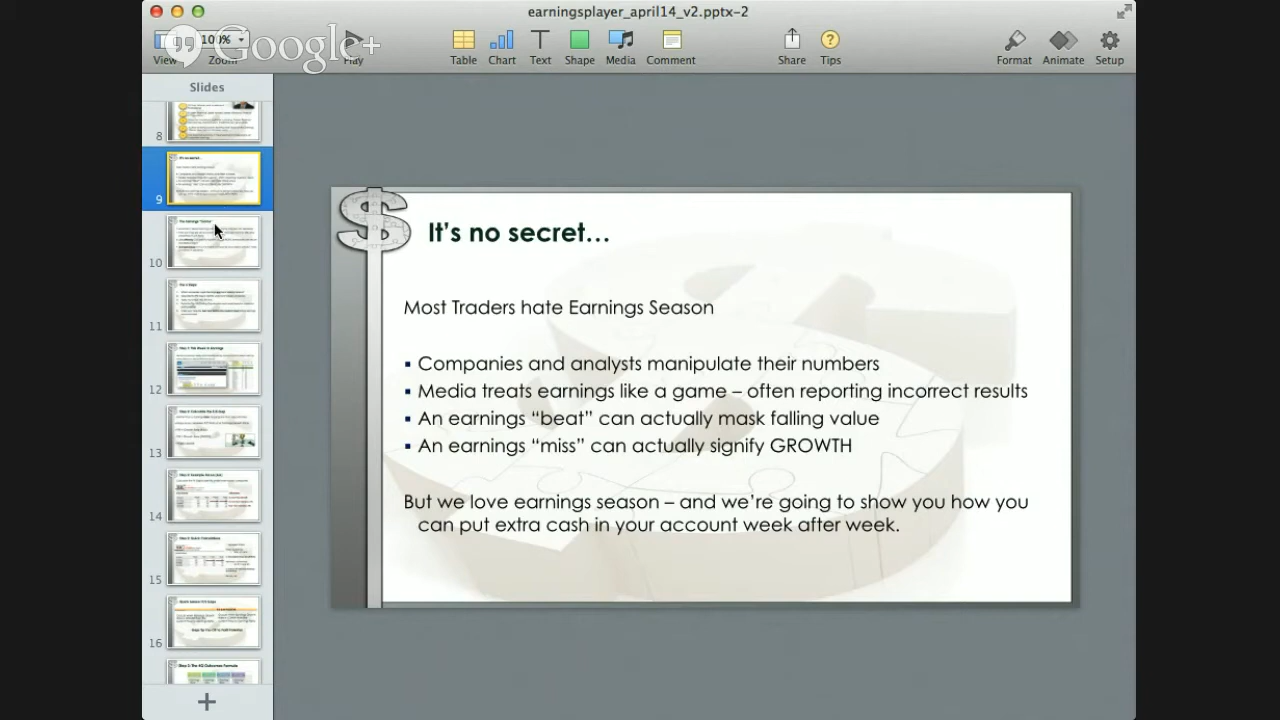 earningsplayer_april14_v2.pptx-2
Google+
100%
View
Zoom
Play
Table
Chart
Text
Shape
Media
Comment
Share
Tips
Format
Animate
Setup
Slides
8
9
It's no secret...
10
11
12
13
14
15
16
It’s no secret…
Most Traders hate Earnings Season
▪ Companies and analysts manipulate their numbers
▪ Media treats earnings like a game – often reporting incorrect results
▪ An earnings “beat” can actually mask falling value
▪ An earnings “miss” can actually signify GROWTH
But we love earnings season – and we’re going to show you how you
can put extra cash in your account week after week.